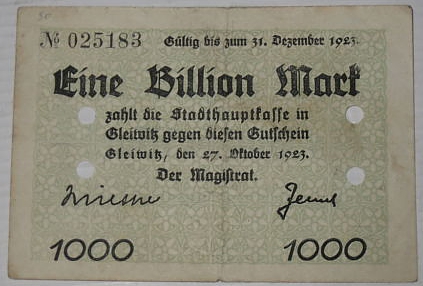 № 025183 Gültig bis zum 31. Dezember 1923.
Eine Billion Mark
zahlt die Stadthauptkasse in
Gleiwitz gegen diesen Gutschein
Gleiwitz, den 27. Oktober 1923.
Der Magistrat.
1000 1000